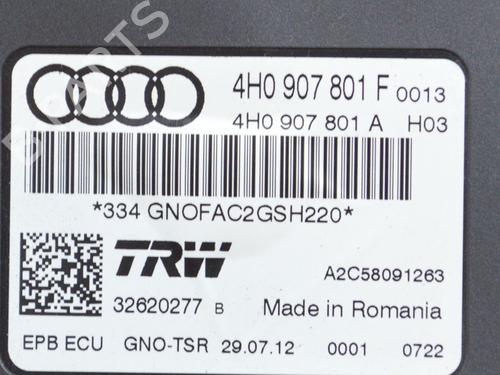 4H0 907 801 F 0013
4H0 907 801 A H03
*334 GNOFAC2GSH220*
TRW
A2C58091263
32620277 B Made in Romania
EPB ECU GNO-TSR 29.07.12 0001 0722